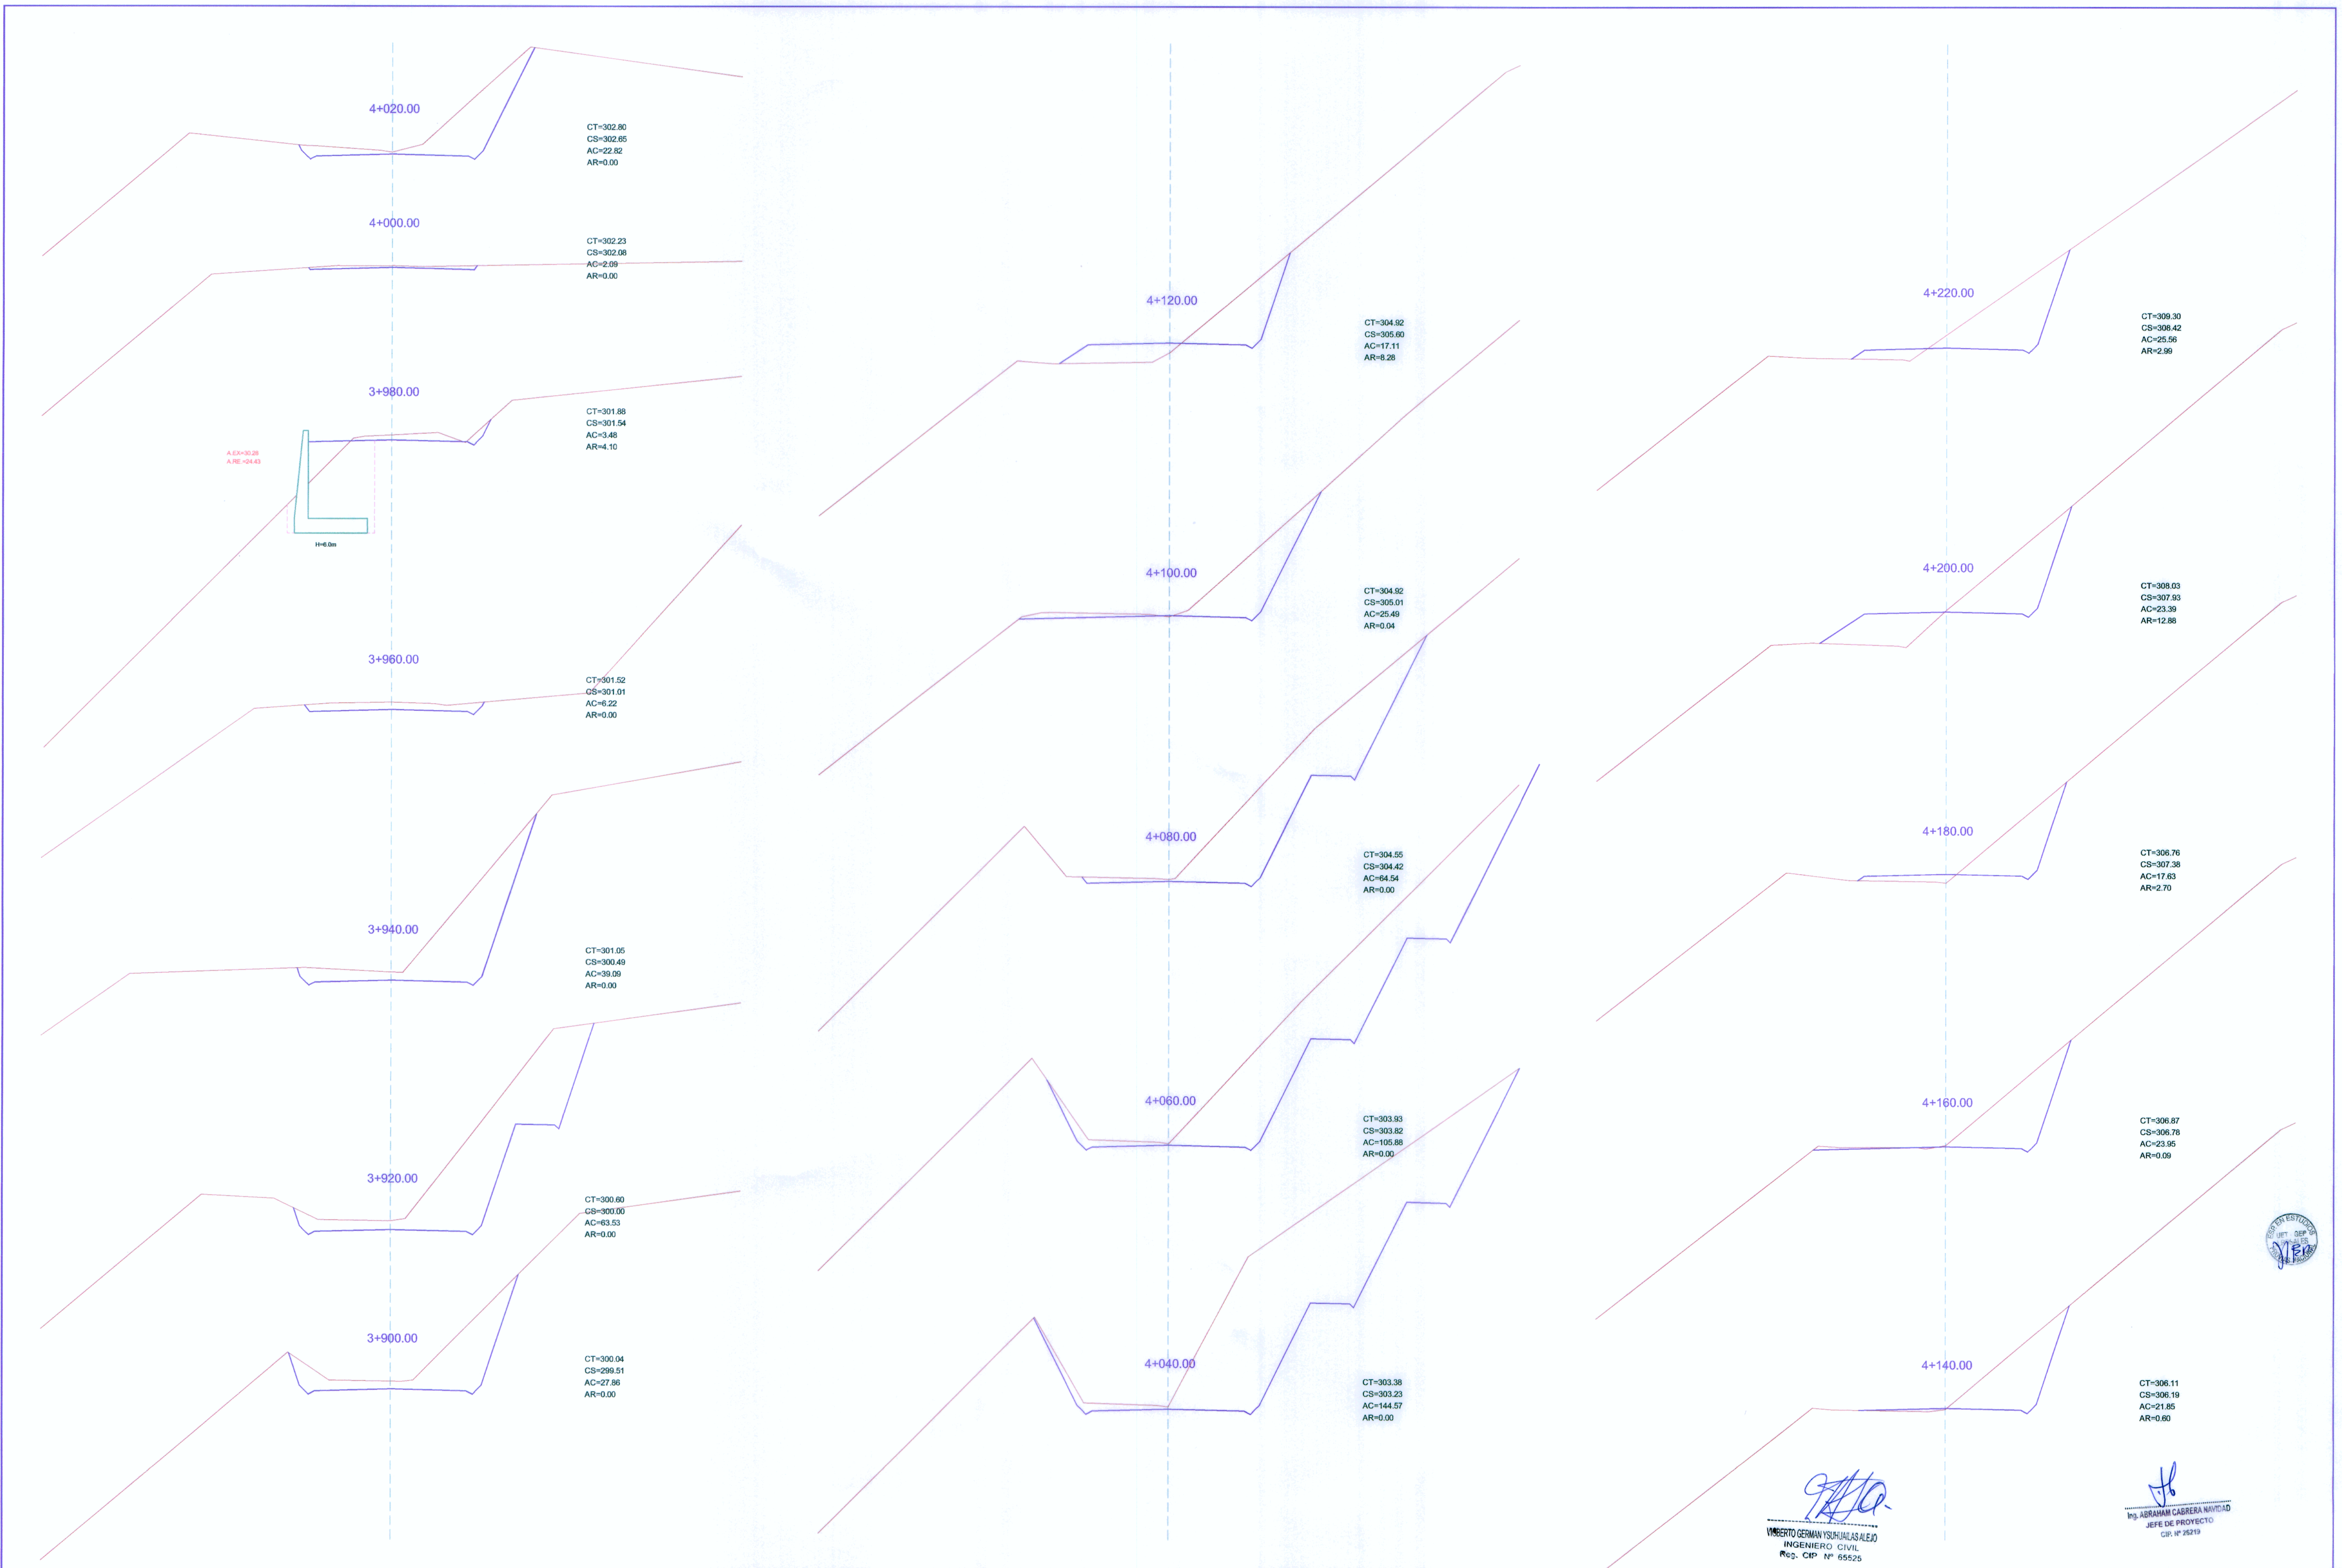 4+020.00
CT=302.80
CS=302.65
AC=22.82
AR=0.00
4+000.00
CT=302.23
CS=302.08
AC=2.09
AR=0.00
3+980.00
CT=301.88
CS=301.54
AC=3.48
AR=4.10
A.EX=30.28
A.RE.=24.43
H=6.0m
3+960.00
CT=301.52
CS=301.01
AC=6.22
AR=0.00
3+940.00
CT=301.05
CS=300.49
AC=39.09
AR=0.00
3+920.00
CT=300.60
CS=300.00
AC=63.53
AR=0.00
3+900.00
CT=300.04
CS=299.51
AC=27.86
AR=0.00
4+120.00
CT=304.92
CS=305.60
AC=17.11
AR=8.28
4+100.00
CT=304.92
CS=305.01
AC=25.49
AR=0.04
4+080.00
CT=304.55
CS=304.42
AC=64.54
AR=0.00
4+060.00
CT=303.93
CS=303.82
AC=105.88
AR=0.00
4+040.00
CT=303.38
CS=303.23
AC=144.57
AR=0.00
4+220.00
CT=309.30
CS=308.42
AC=25.56
AR=2.99
4+200.00
CT=308.03
CS=307.93
AC=23.39
AR=12.88
4+180.00
CT=306.76
CS=307.38
AC=17.63
AR=2.70
4+160.00
CT=306.87
CS=306.78
AC=23.95
AR=0.09
4+140.00
CT=306.11
CS=306.19
AC=21.85
AR=0.60
EN ESTUDIOS
GERMAN YSUHUAILAS ALEJO
INGENIERO CIVIL
Reg. CIP Nº 65525
Ing. ABRAHAM CABRERA NAVIDAD
JEFE DE PROYECTO
CIP. Nº 26219